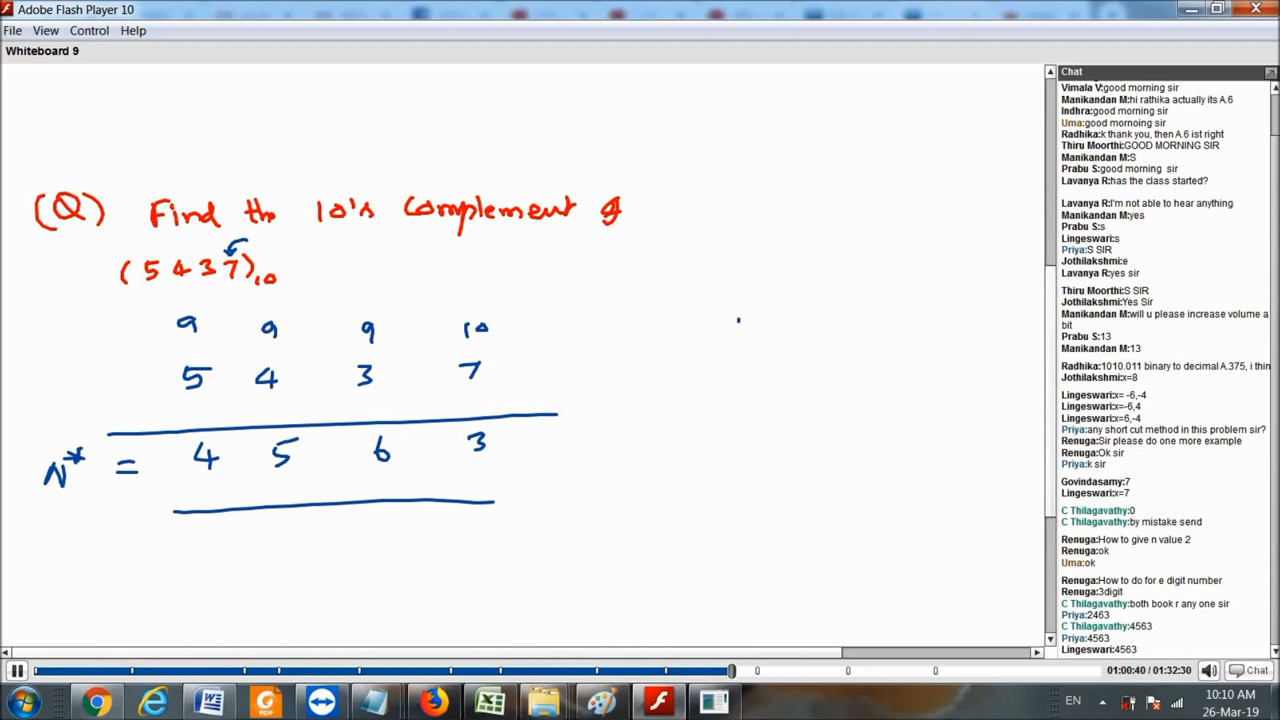 Adobe Flash Player 10
File View Control Help
Whiteboard 9
(Q) Find the 10's complement of
(5437)10
9 9 9 10
5 4 3 7
N* = 4 5 6 3
Chat
Vimala V:good morning sir
Manikandan M:hi rathika actually its A.6
Indhra:good morning sir
Uma:good mornoing sir
Radhika:k thank you, then A.6 ist right
Thiru Moorthi:GOOD MORNING SIR
Manikandan M:S
Prabu S:good morning sir
Lavanya R:has the class started?
Lavanya R:I'm not able to hear anything
Manikandan M:yes
Prabu S:s
Lingeswari:s
Priya:S SIR
Jothilakshmi:e
Lavanya R:yes sir
Thiru Moorthi:S SIR
Jothilakshmi:Yes Sir
Manikandan M:will u please increase volume a
bit
Prabu S:13
Manikandan M:13
Radhika:1010.011 binary to decimal A.375, i thin
Jothilakshmi:x=8
Lingeswari:x= -6,-4
Lingeswari:x=-6,4
Lingeswari:x=6,-4
Priya:any short cut method in this problem sir?
Renuga:Sir please do one more example
Renuga:Ok sir
Priya:k sir
Govindasamy:7
Lingeswari:x=7
C Thilagavathy:0
C Thilagavathy:by mistake send
Renuga:How to give n value 2
Renuga:ok
Uma:ok
Renuga:How to do for e digit number
Renuga:3digit
C Thilagavathy:both book r any one sir
Priya:2463
C Thilagavathy:4563
Priya:4563
Lingeswari:4563
01:00:40 / 01:32:30 Chat
EN 10:10 AM
26-Mar-19